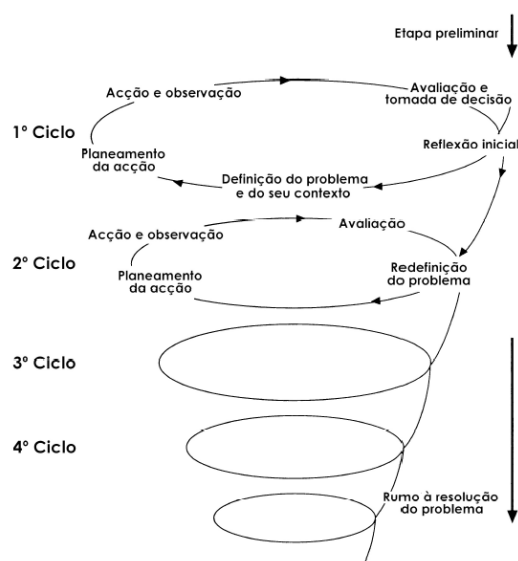 Etapa preliminar
Acção e observação
Avaliação e
tomada de decisão
1º Ciclo
Reflexão inicial
Planeamento
da acção
Definição do problema
e do seu contexto
Avaliação
Acção e observação
2º Ciclo
Redefinição
do problema
Planeamento
da acção
3º Ciclo
4º Ciclo
Rumo à resolução
do problema